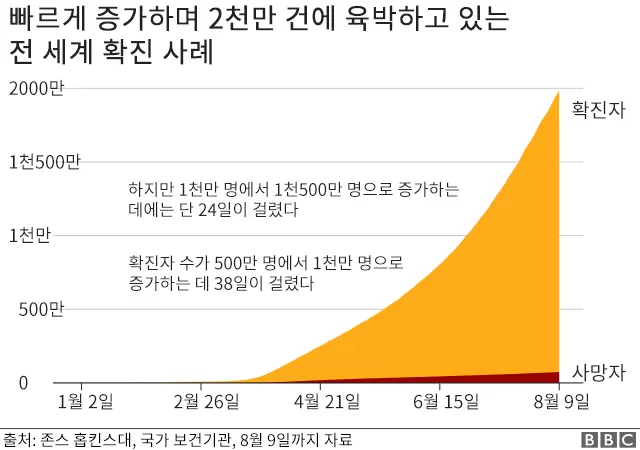 빠르게 증가하며 2천만 건에 육박하고 있는
전 세계 확진 사례
2000만
확진자
1천500만
하지만 1천만 명에서 1천500만 명으로 증가하는
데에는 단 24일이 걸렸다
1천만
확진자 수가 500만 명에서 1천만 명으로
증가하는 데 38일이 걸렸다
500만
사망자
0
1월 2일 2월 26일 4월 21일 6월 15일 8월 9일
출처: 존스 홉킨스대, 국가 보건기관, 8월 9일까지 자료 BBC